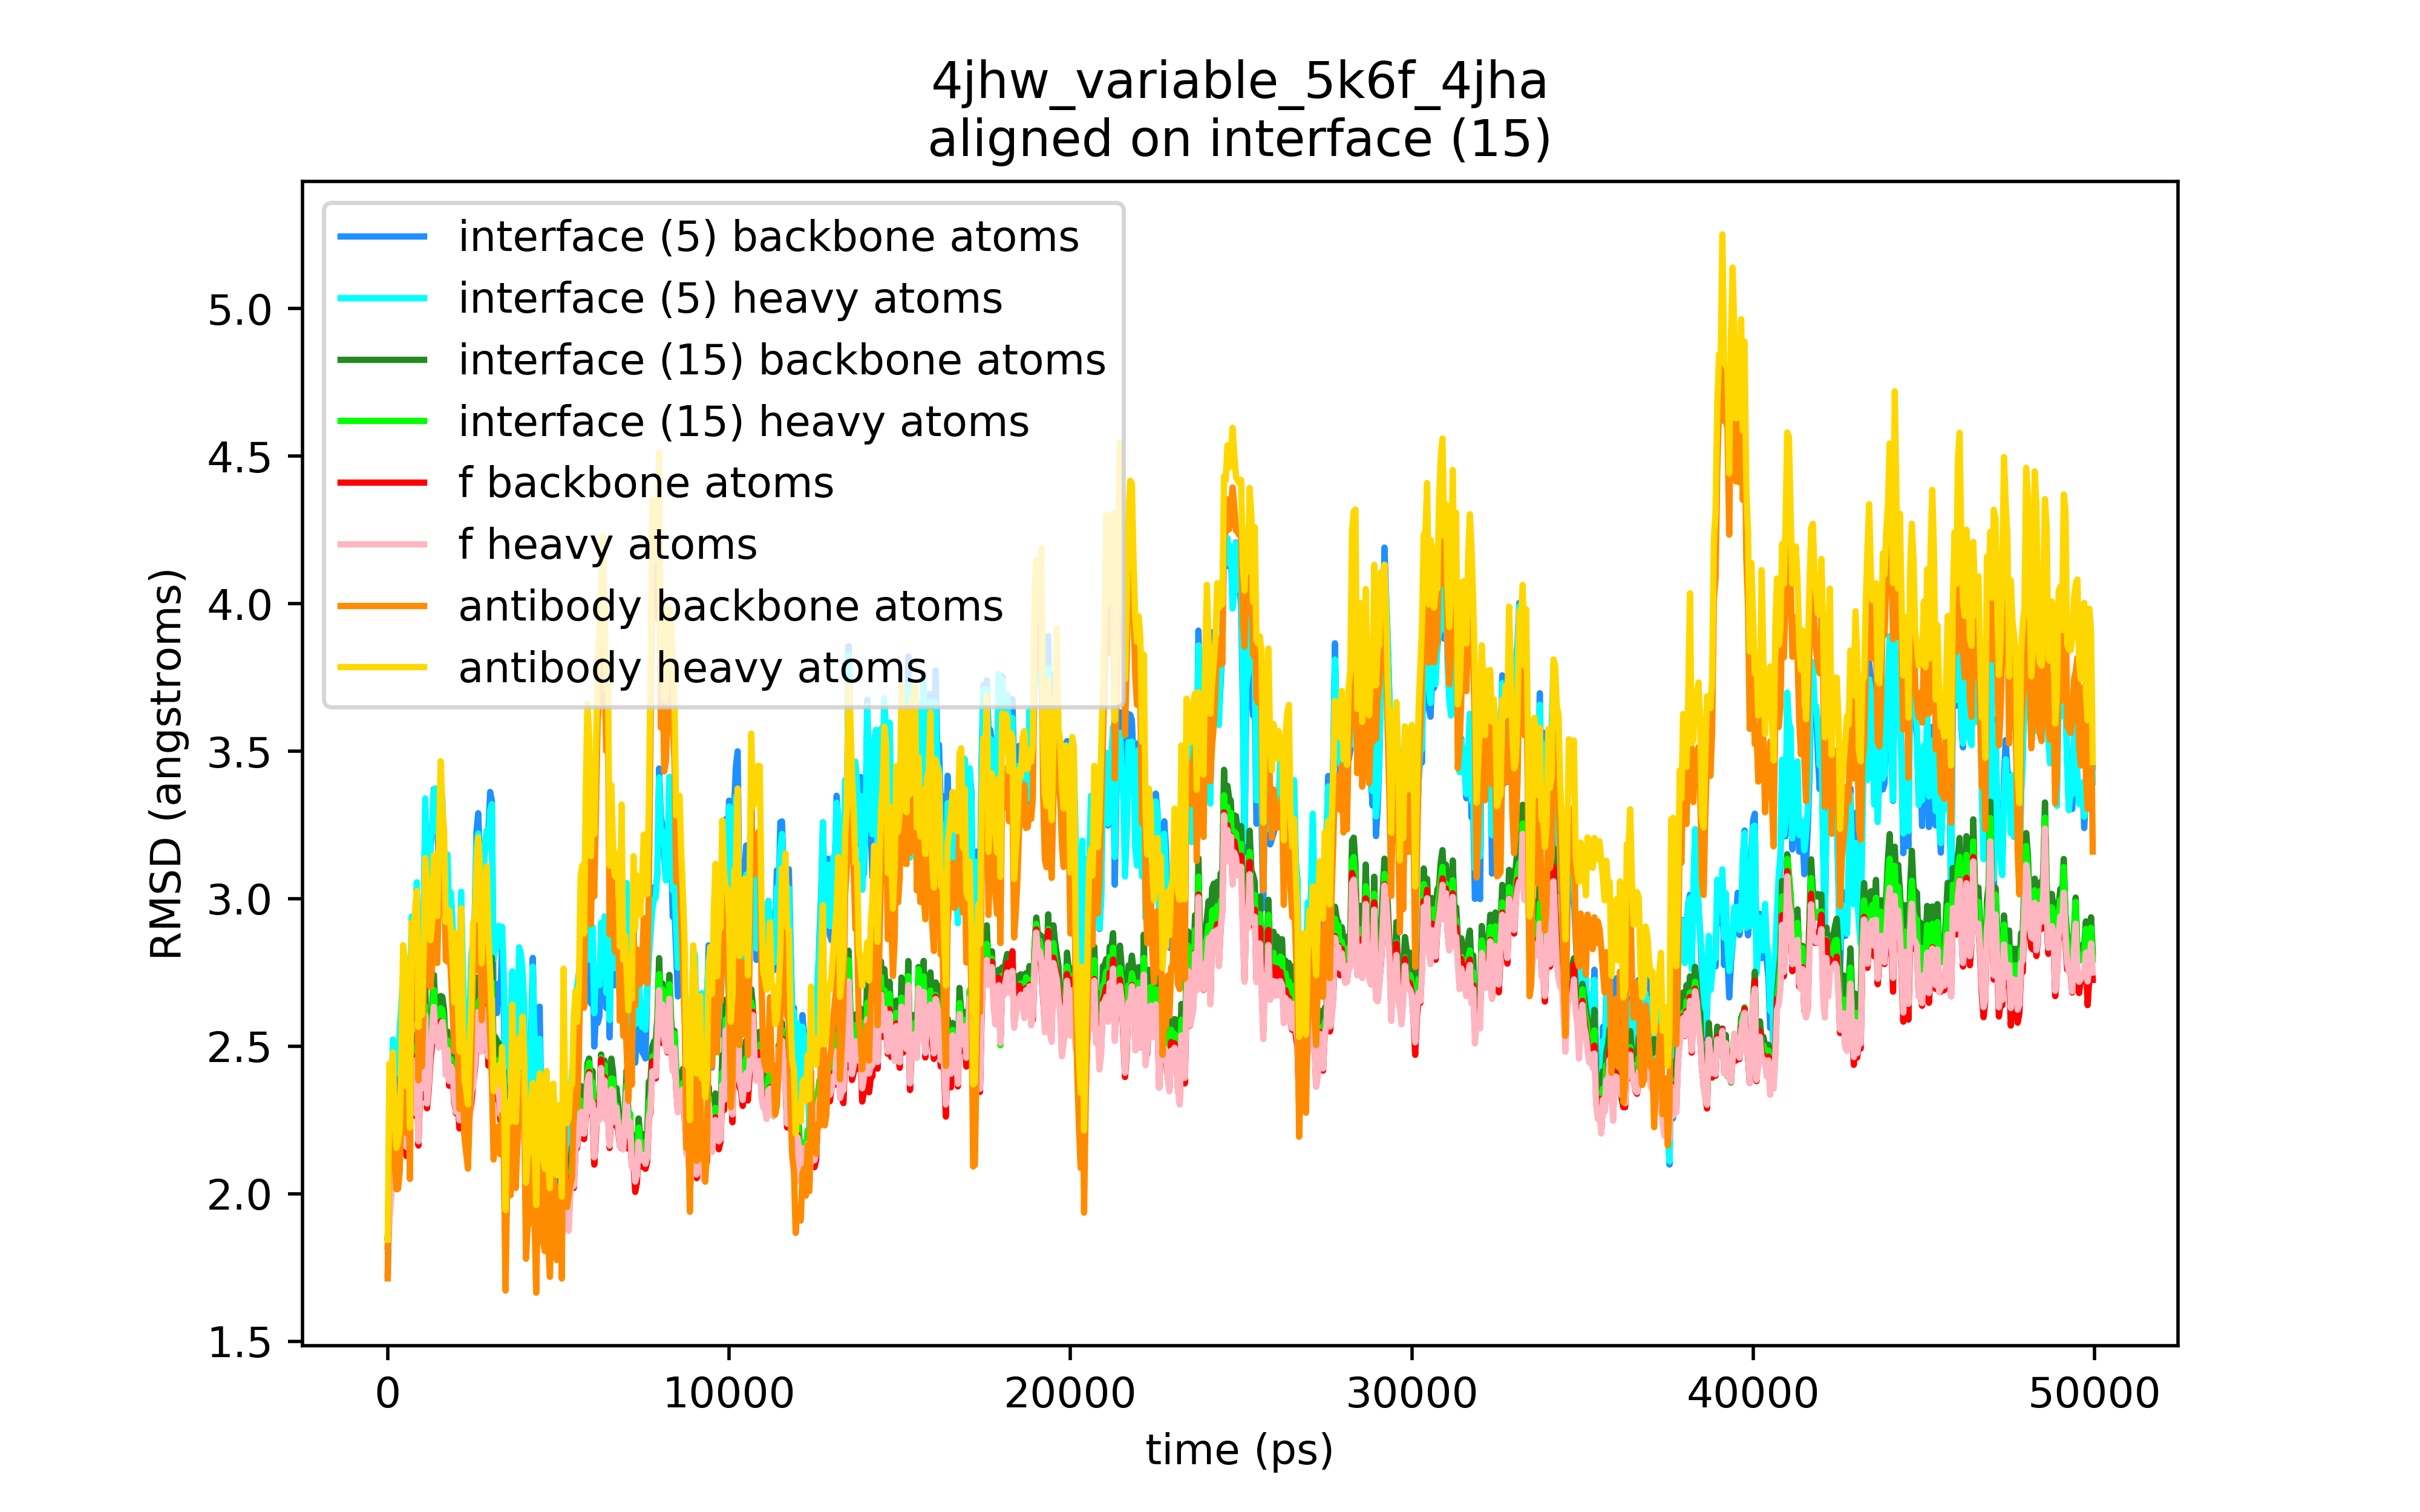 4jhw_variable_5k6f_4jha
aligned on interface (15)
interface (5) backbone atoms
interface (5) heavy atoms
interface (15) backbone atoms
interface (15) heavy atoms
f backbone atoms
f heavy atoms
antibody backbone atoms
antibody heavy atoms
RMSD (angstroms)
5.0
4.5
4.0
3.5
3.0
2.5
2.0
1.5
0 10000 20000 30000 40000 50000
time (ps)